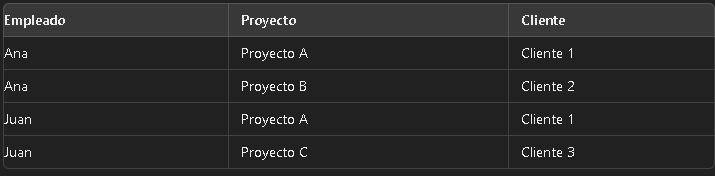 Empleado Proyecto Cliente
Ana Proyecto A Cliente 1
Ana Proyecto B Cliente 2
Juan Proyecto A Cliente 1
Juan Proyecto C Cliente 3